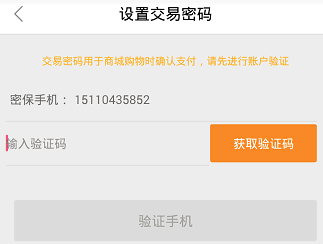 设置交易密码
交易密码用于商城购物时确认支付，请先进行账户验证
密保手机： 15110435852
输入验证码 获取验证码
验证手机